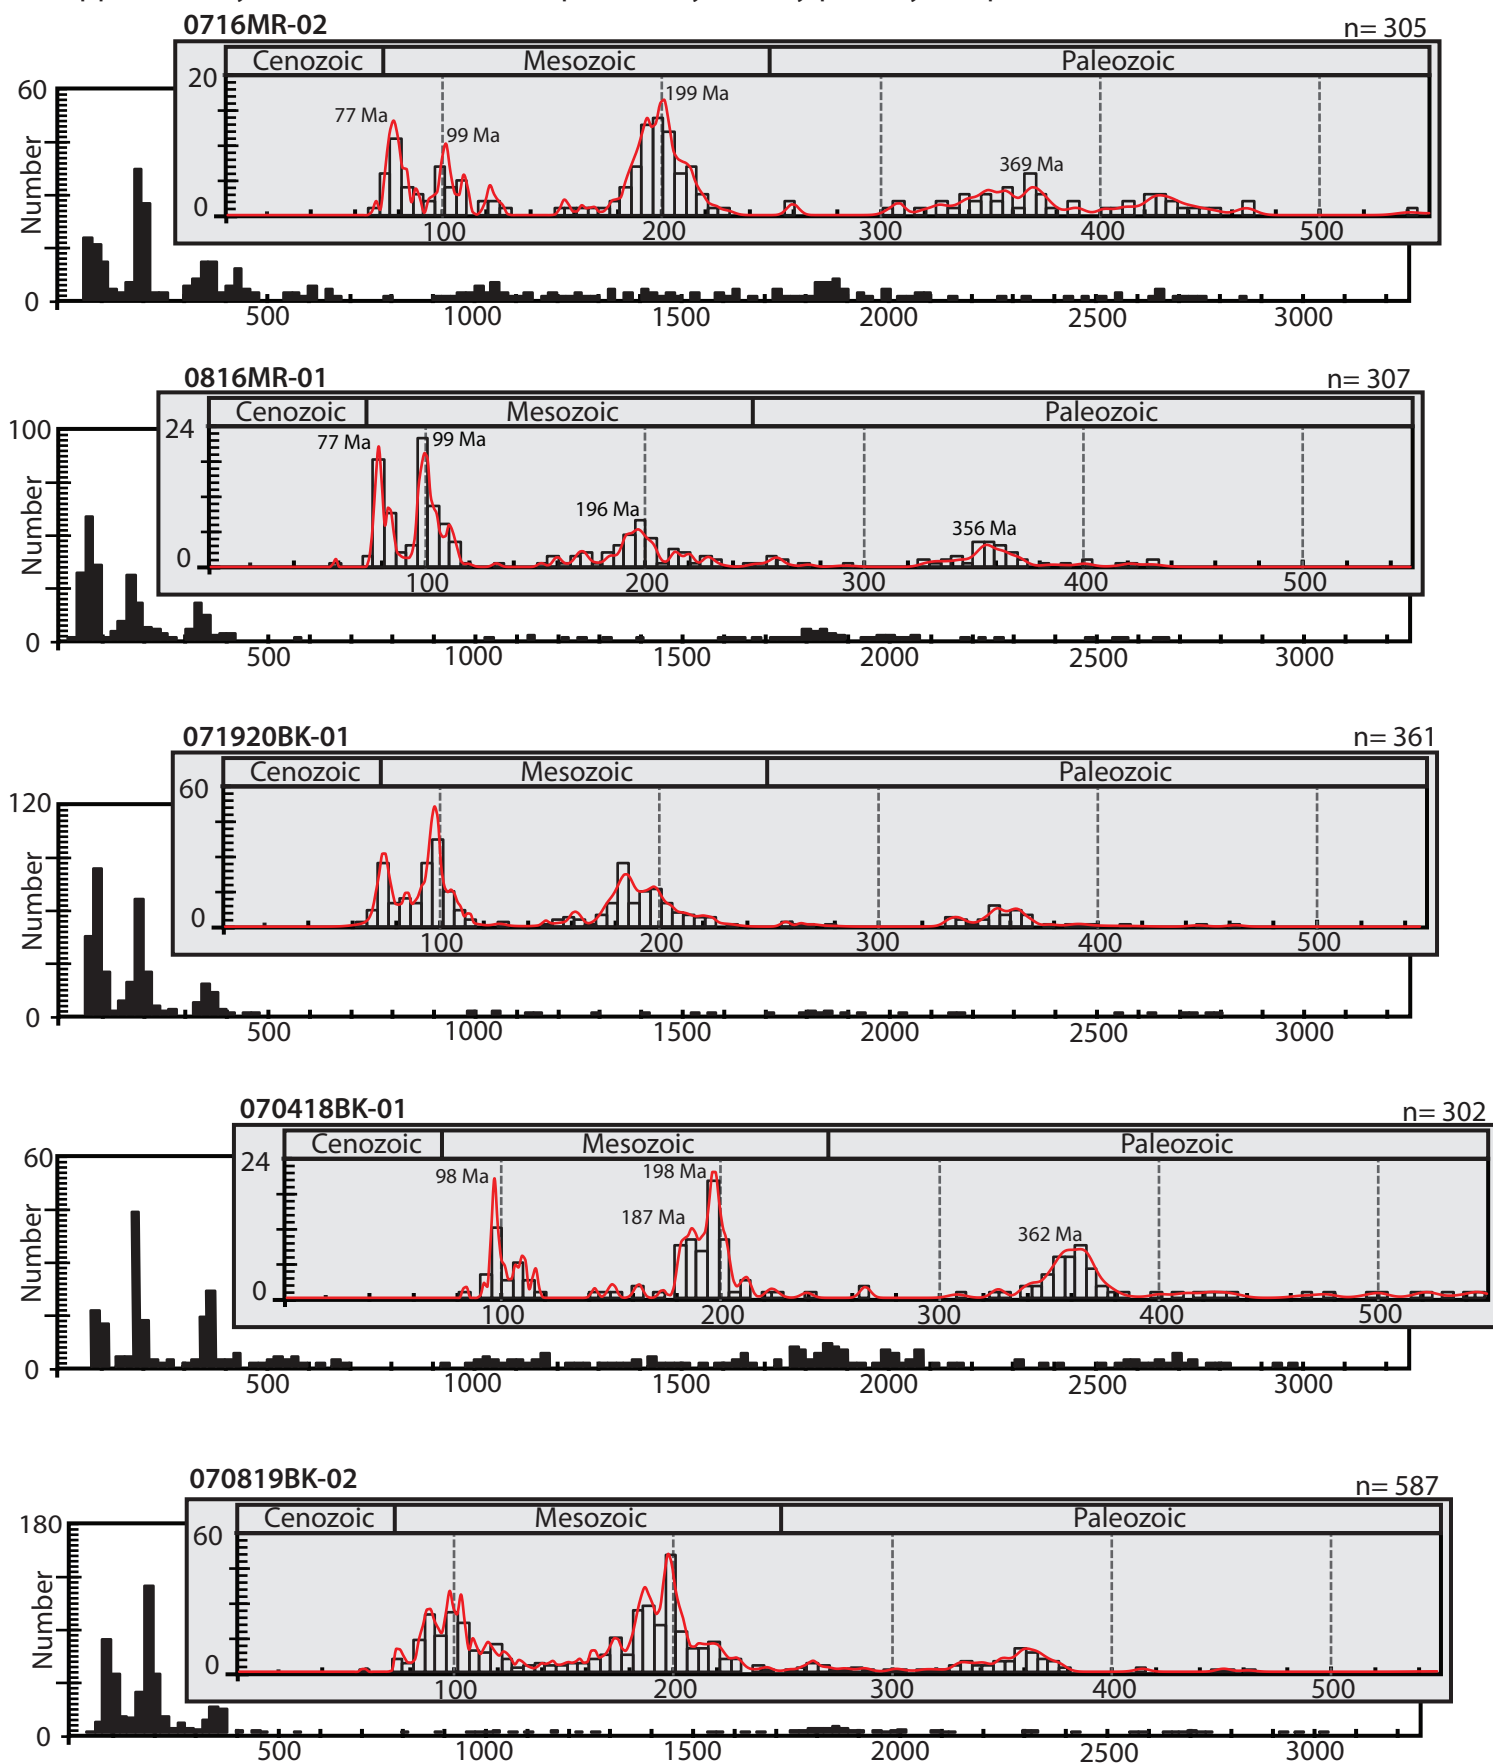 0716MR-02
n= 305
Cenozoic Mesozoic Paleozoic
20
60
77 Ma
99 Ma
199 Ma
369 Ma
Number
0
100 200 300 400 500
0
500 1000 1500 2000 2500 3000
0816MR-01
n= 307
Cenozoic Mesozoic Paleozoic
24
100
77 Ma
99 Ma
196 Ma
356 Ma
Number
0
100 200 300 400 500
0
500 1000 1500 2000 2500 3000
071920BK-01
n= 361
Cenozoic Mesozoic Paleozoic
60
120
Number
0
100 200 300 400 500
0
500 1000 1500 2000 2500 3000
070418BK-01
n= 302
Cenozoic Mesozoic Paleozoic
24
60
98 Ma
198 Ma
187 Ma
362 Ma
Number
0
100 200 300 400 500
0
500 1000 1500 2000 2500 3000
070819BK-02
n= 587
Cenozoic Mesozoic Paleozoic
60
180
Number
0
100 200 300 400 500
0
500 1000 1500 2000 2500 3000